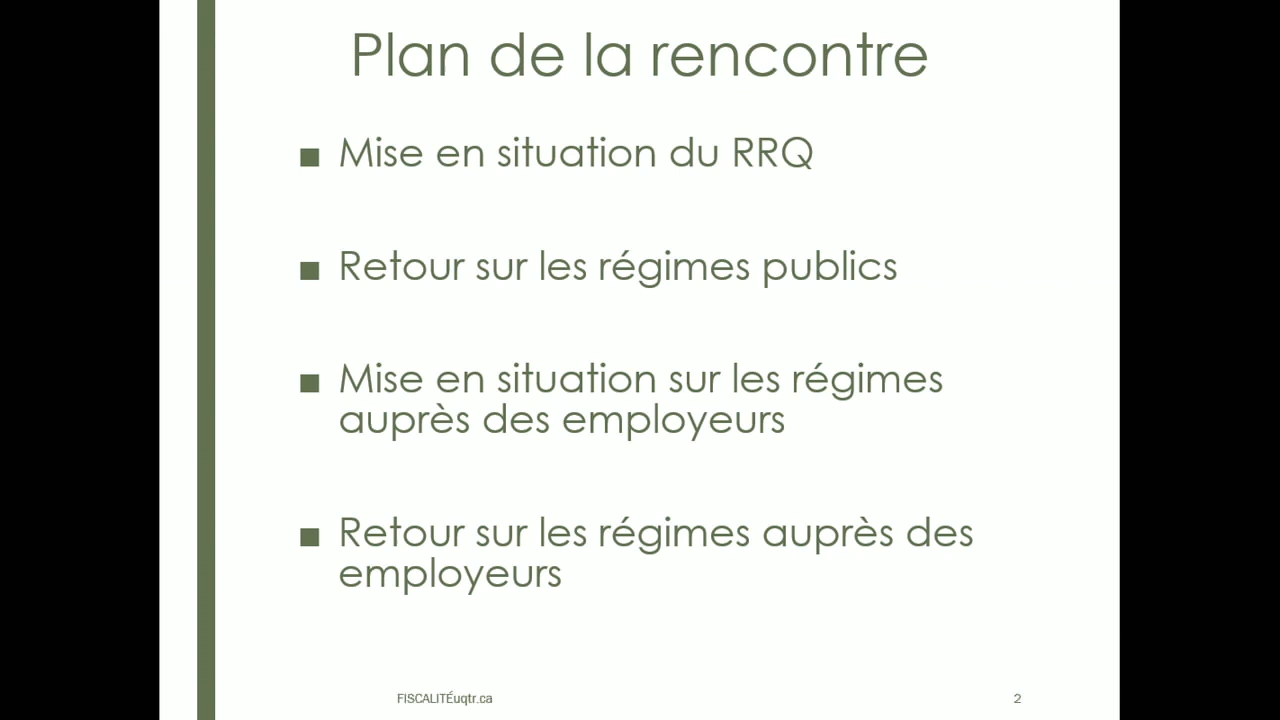 Plan de la rencontre
■ Mise en situation du RRQ
■ Retour sur les régimes publics
■ Mise en situation sur les régimes
auprès des employeurs
■ Retour sur les régimes auprès des
employeurs
FISCALITÉuqtr.ca
2